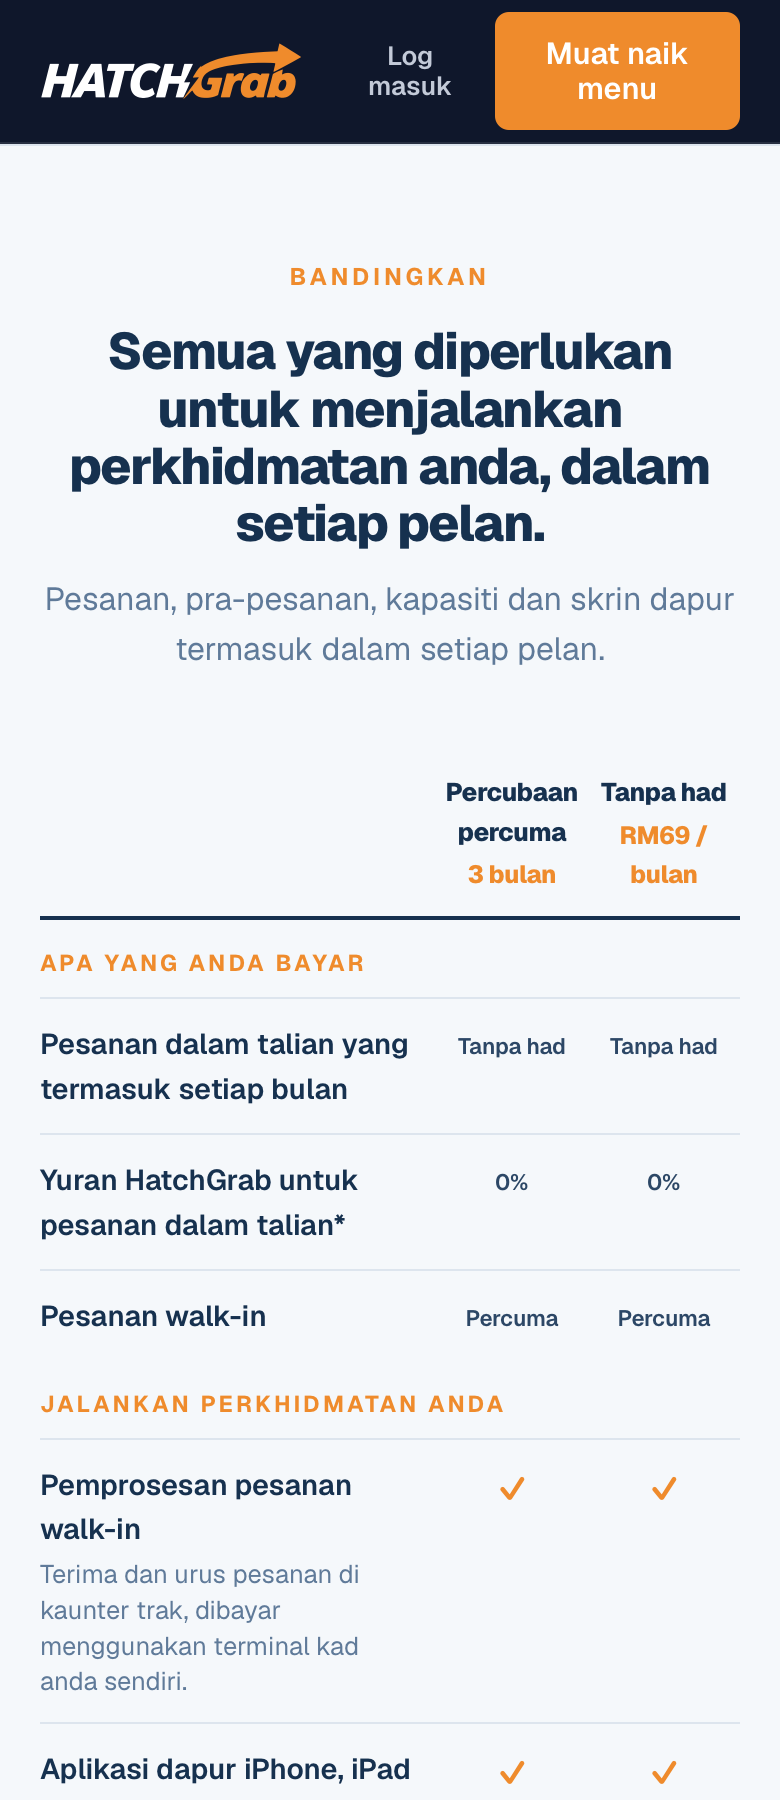 HATCHGrab
Log
masuk
Muat naik
menu
BANDINGKAN
Semua yang diperlukan
untuk menjalankan
perkhidmatan anda, dalam
setiap pelan.
Pesanan, pra-pesanan, kapasiti dan skrin dapur
termasuk dalam setiap pelan.
Percubaan
percuma
3 bulan
Tanpa had
RM69 /
bulan
APA YANG ANDA BAYAR
Pesanan dalam talian yang
termasuk setiap bulan
Tanpa had
Tanpa had
Yuran HatchGrab untuk
pesanan dalam talian*
0%
0%
Pesanan walk-in
Percuma
Percuma
JALANKAN PERKHIDMATAN ANDA
Pemprosesan pesanan
walk-in
Terima dan urus pesanan di
kaunter trak, dibayar
menggunakan terminal kad
anda sendiri.
Aplikasi dapur iPhone, iPad